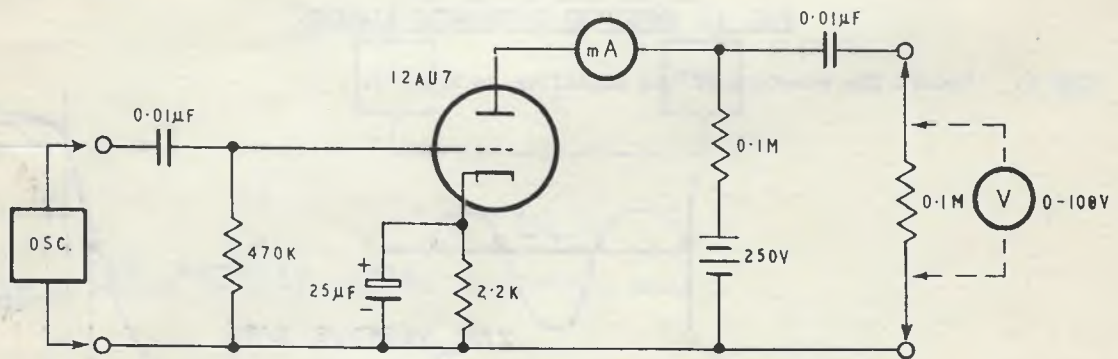 0·01µF
mA
12AU7
0·01µF
0·1M
OSC.
470K
+
25µF
–
2·2K
250V
0·1M
V
0-100V